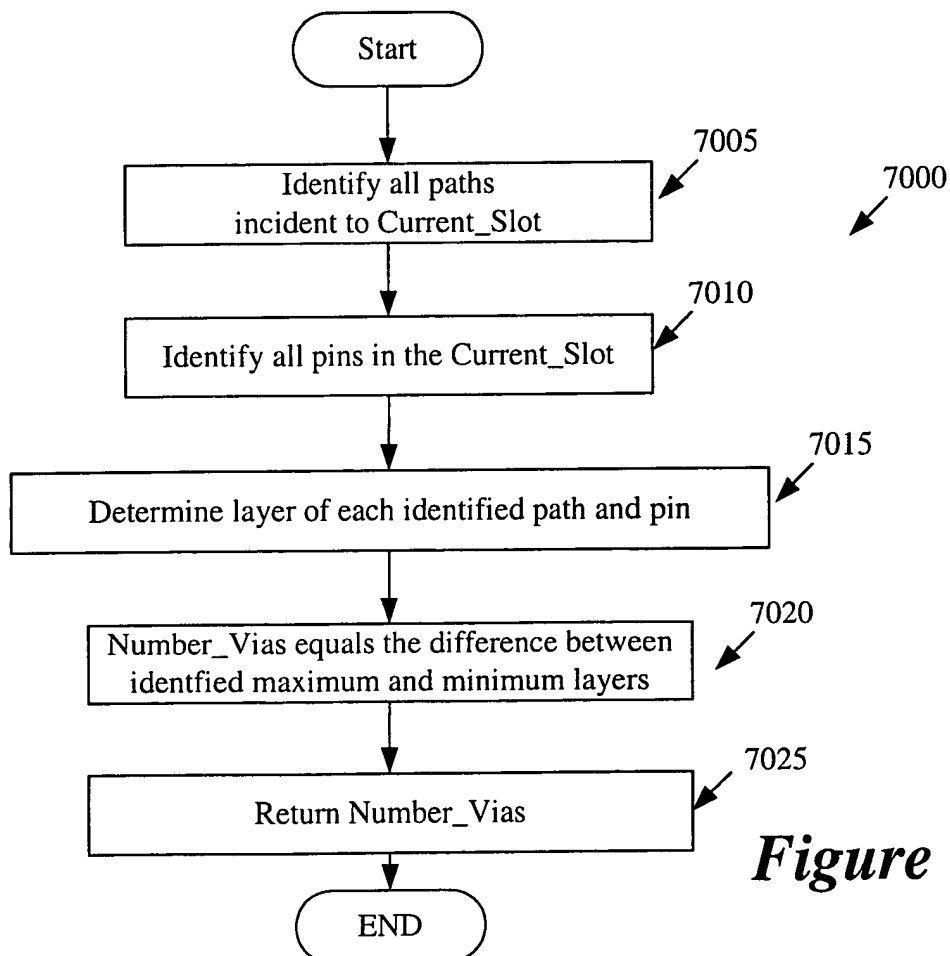 Start
7005
Identify all paths
incident to Current_Slot
7000
7010
Identify all pins in the Current_Slot
7015
Determine layer of each identified path and pin
7020
Number_Vias equals the difference between
identfied maximum and minimum layers
7025
Return Number_Vias
Figure
END